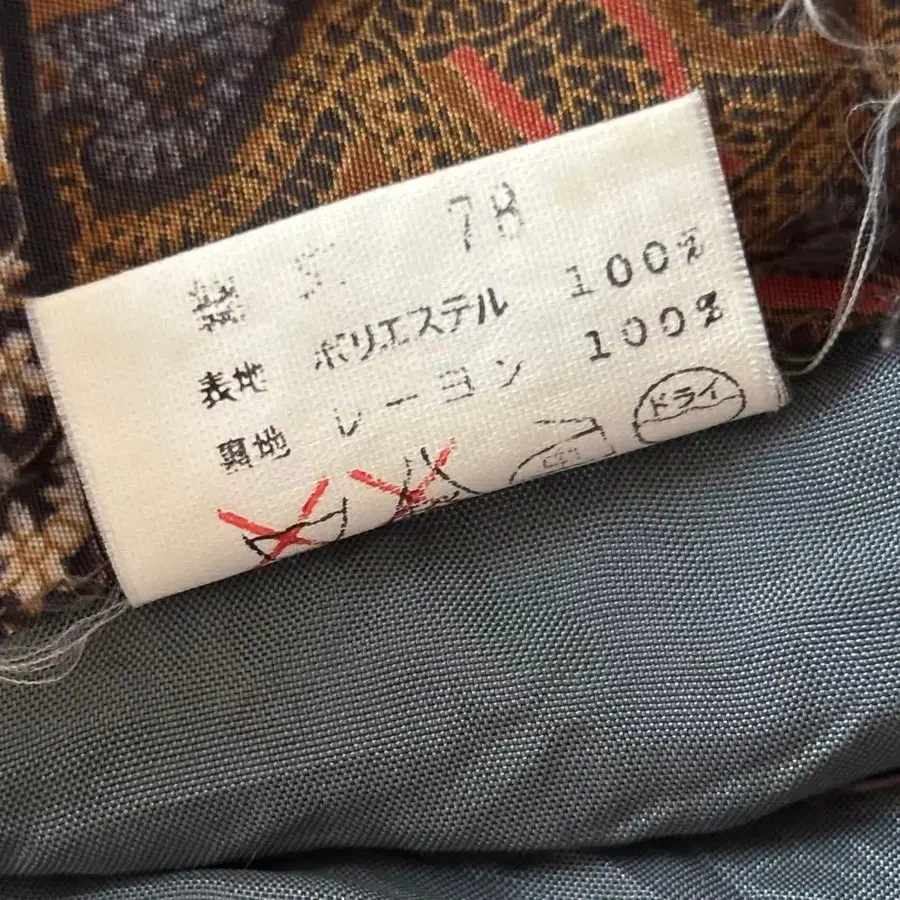 78
表地 ポリエステル 100%
裏地 レーヨン 100%
ドライ